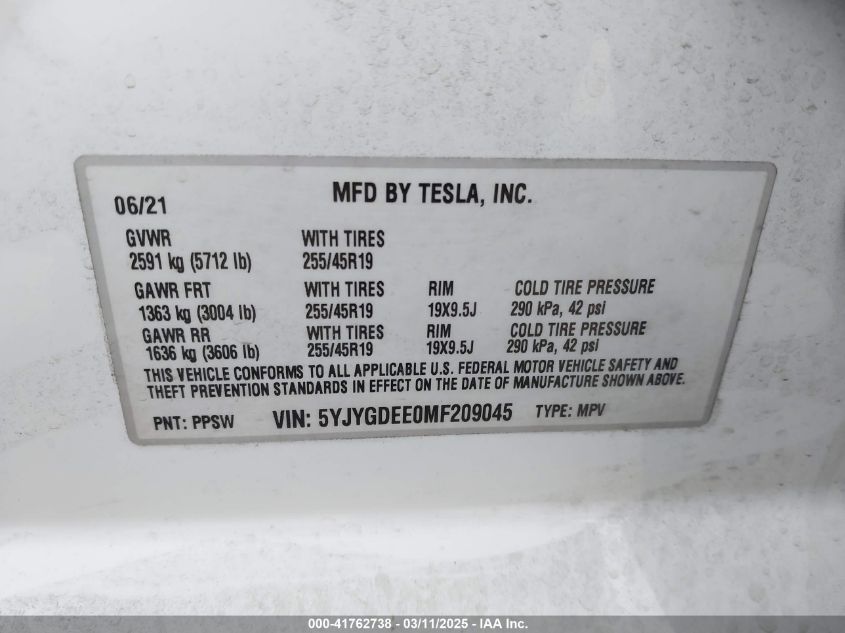 06/21 MFD BY TESLA, INC.
GVWR WITH TIRES
2591 kg (5712 lb) 255/45R19
GAWR FRT WITH TIRES RIM COLD TIRE PRESSURE
1363 kg (3004 lb) 255/45R19 19X9.5J 290 kPa, 42 psi
GAWR RR WITH TIRES RIM COLD TIRE PRESSURE
1636 kg (3606 lb) 255/45R19 19X9.5J 290 kPa, 42 psi
THIS VEHICLE CONFORMS TO ALL APPLICABLE U.S. FEDERAL MOTOR VEHICLE SAFETY AND
THEFT PREVENTION STANDARDS IN EFFECT ON THE DATE OF MANUFACTURE SHOWN ABOVE.
PNT: PPSW VIN: 5YJYGDEE0MF209045 TYPE: MPV
000-41762738 - 03/11/2025 - IAA Inc.